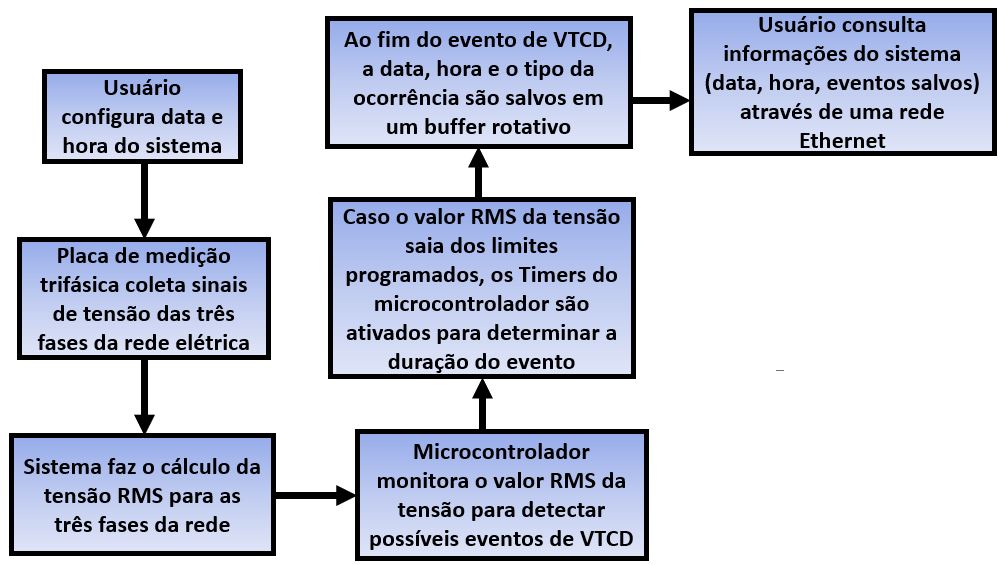 Usuário
configura data e
hora do sistema
Placa de medição
trifásica coleta sinais
de tensão das três
fases da rede elétrica
Sistema faz o cálculo da
tensão RMS para as
três fases da rede
Microcontrolador
monitora o valor RMS da
tensão para detectar
possíveis eventos de VTCD
Caso o valor RMS da tensão
saia dos limites
programados, os Timers do
microcontrolador são
ativados para determinar a
duração do evento
Ao fim do evento de VTCD,
a data, hora e o tipo da
ocorrência são salvos em
um buffer rotativo
Usuário consulta
informações do sistema
(data, hora, eventos salvos)
através de uma rede
Ethernet